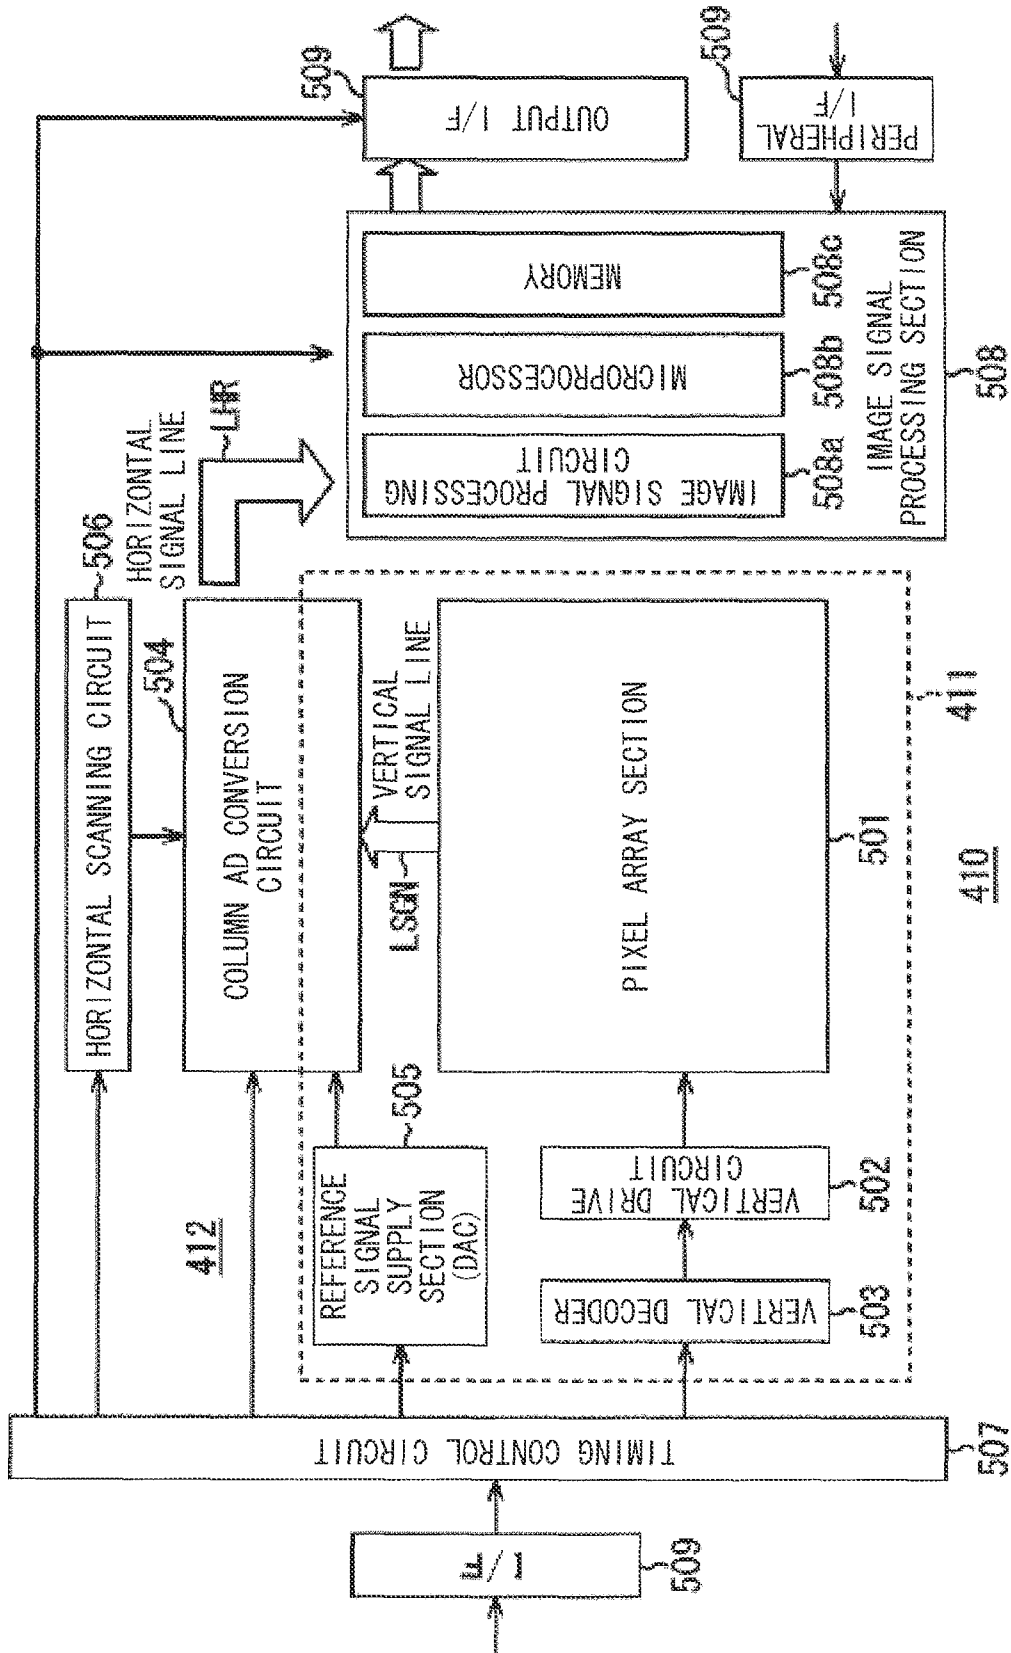 I/F
509
TIMING CONTROL CIRCUIT
507
412
HORIZONTAL SCANNING CIRCUIT
506
COLUMN AD CONVERSION
CIRCUIT
504
HORIZONTAL
SIGNAL LINE
LHR
REFERENCE
SIGNAL
SUPPLY
SECTION
(DAC)
505
LSGN
VERTICAL
SIGNAL LINE
VERTICAL DECODER
503
VERTICAL DRIVE
CIRCUIT
502
PIXEL ARRAY SECTION
501
411
410
IMAGE SIGNAL PROCESSING
CIRCUIT
508a
MICROPROCESSOR
508b
MEMORY
508c
IMAGE SIGNAL
PROCESSING SECTION
508
OUTPUT I/F
509
PERIPHERAL
I/F
509